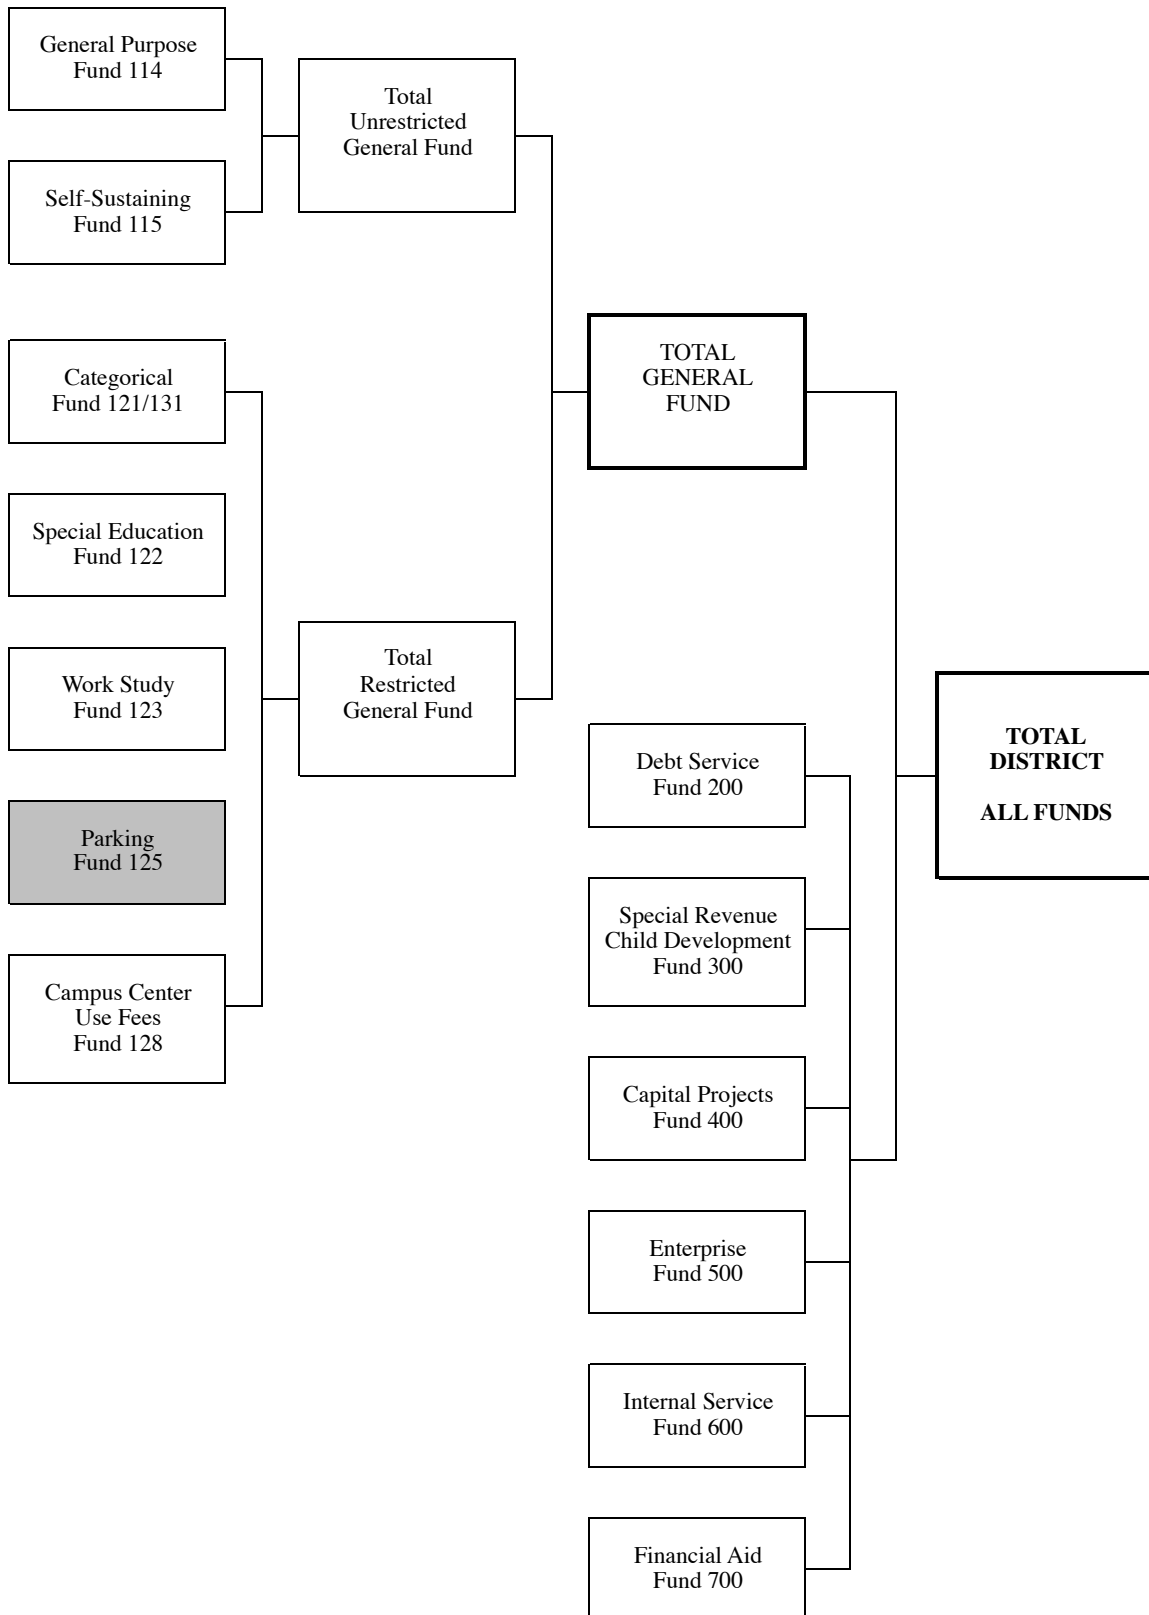 General Purpose
Fund 114
Self-Sustaining
Fund 115
Categorical
Fund 121/131
Special Education
Fund 122
Work Study
Fund 123
Parking
Fund 125
Campus Center
Use Fees
Fund 128
Total
Unrestricted
General Fund
Total
Restricted
General Fund
TOTAL
GENERAL
FUND
Debt Service
Fund 200
Special Revenue
Child Development
Fund 300
Capital Projects
Fund 400
Enterprise
Fund 500
Internal Service
Fund 600
Financial Aid
Fund 700
TOTAL
DISTRICT
ALL FUNDS